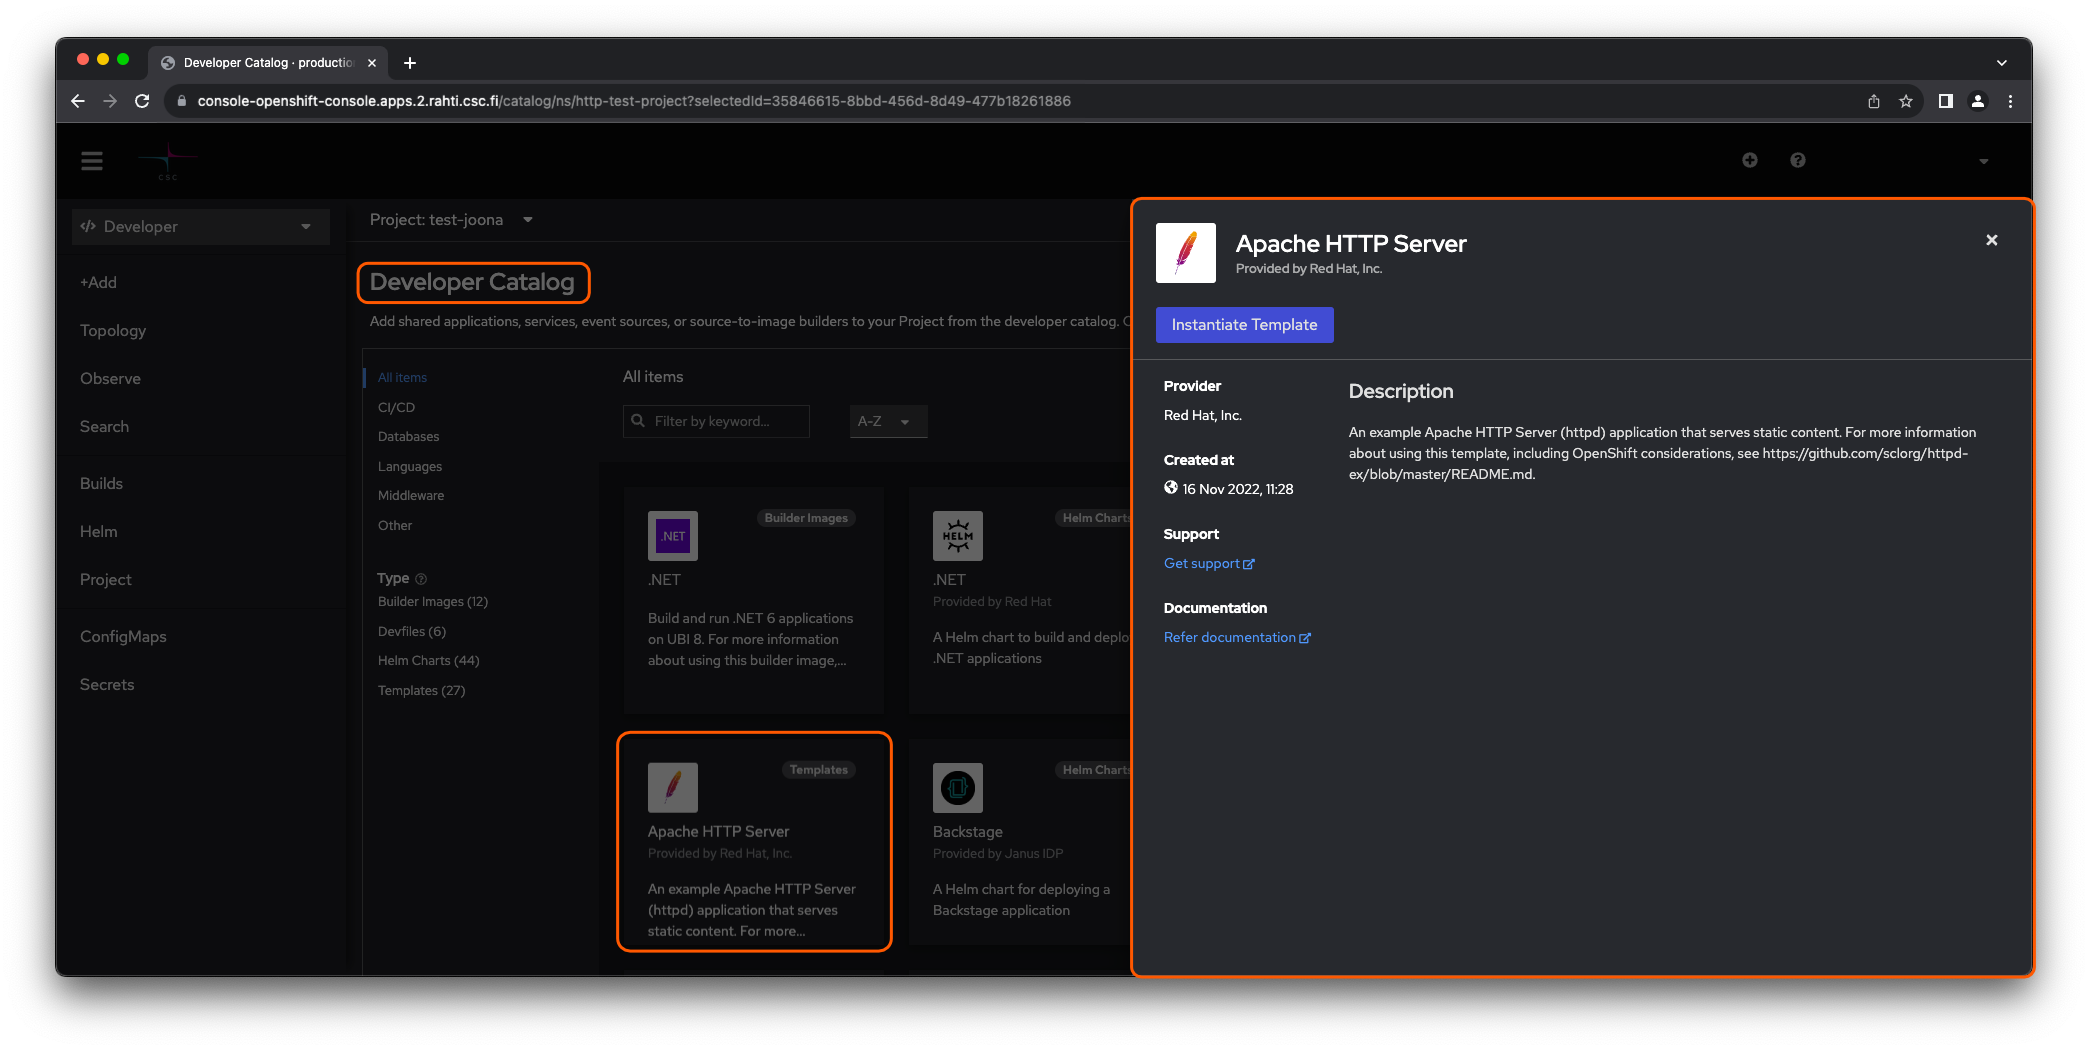 Developer Catalog · productio
console-openshift-console.apps.2.rahti.csc.fi/catalog/ns/http-test-project?selectedId=35846615-8bbd-456d-8d49-477b18261886
CSC
Developer
+Add
Topology
Observe
Search
Builds
Helm
Project
ConfigMaps
Secrets
Project: test-joona
Developer Catalog
Add shared applications, services, event sources, or source-to-image builders to your Project from the developer catalog. C
All items
CI/CD
Databases
Languages
Middleware
Other
Type
Builder Images (12)
Devfiles (6)
Helm Charts (44)
Templates (27)
All items
Filter by keyword...
A-Z
Builder Images
.NET
.NET
Build and run .NET 6 applications
on UBI 8. For more information
about using this builder image,...
Helm Charts
HELM
.NET
Provided by Red Hat
A Helm chart to build and deplo
.NET applications
Templates
Apache HTTP Server
Provided by Red Hat, Inc.
An example Apache HTTP Server
(httpd) application that serves
static content. For more...
Helm Charts
Backstage
Provided by Janus IDP
A Helm chart for deploying a
Backstage application
Apache HTTP Server
Provided by Red Hat, Inc.
Instantiate Template
Provider
Red Hat, Inc.
Created at
16 Nov 2022, 11:28
Support
Get support
Documentation
Refer documentation
Description
An example Apache HTTP Server (httpd) application that serves static content. For more information
about using this template, including OpenShift considerations, see https://github.com/sclorg/httpd-
ex/blob/master/README.md.